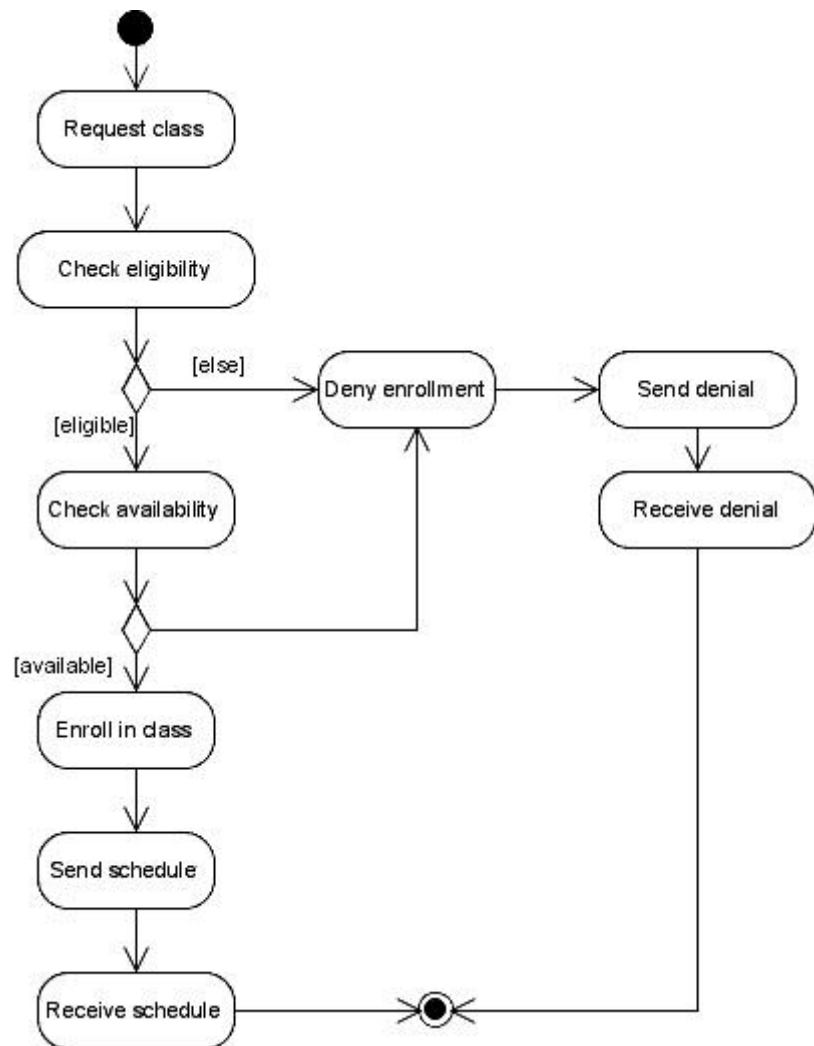 Request class
Check eligibility
[else]
Deny enrollment
Send denial
[eligible]
Check availability
Receive denial
[available]
Enroll in class
Send schedule
Receive schedule